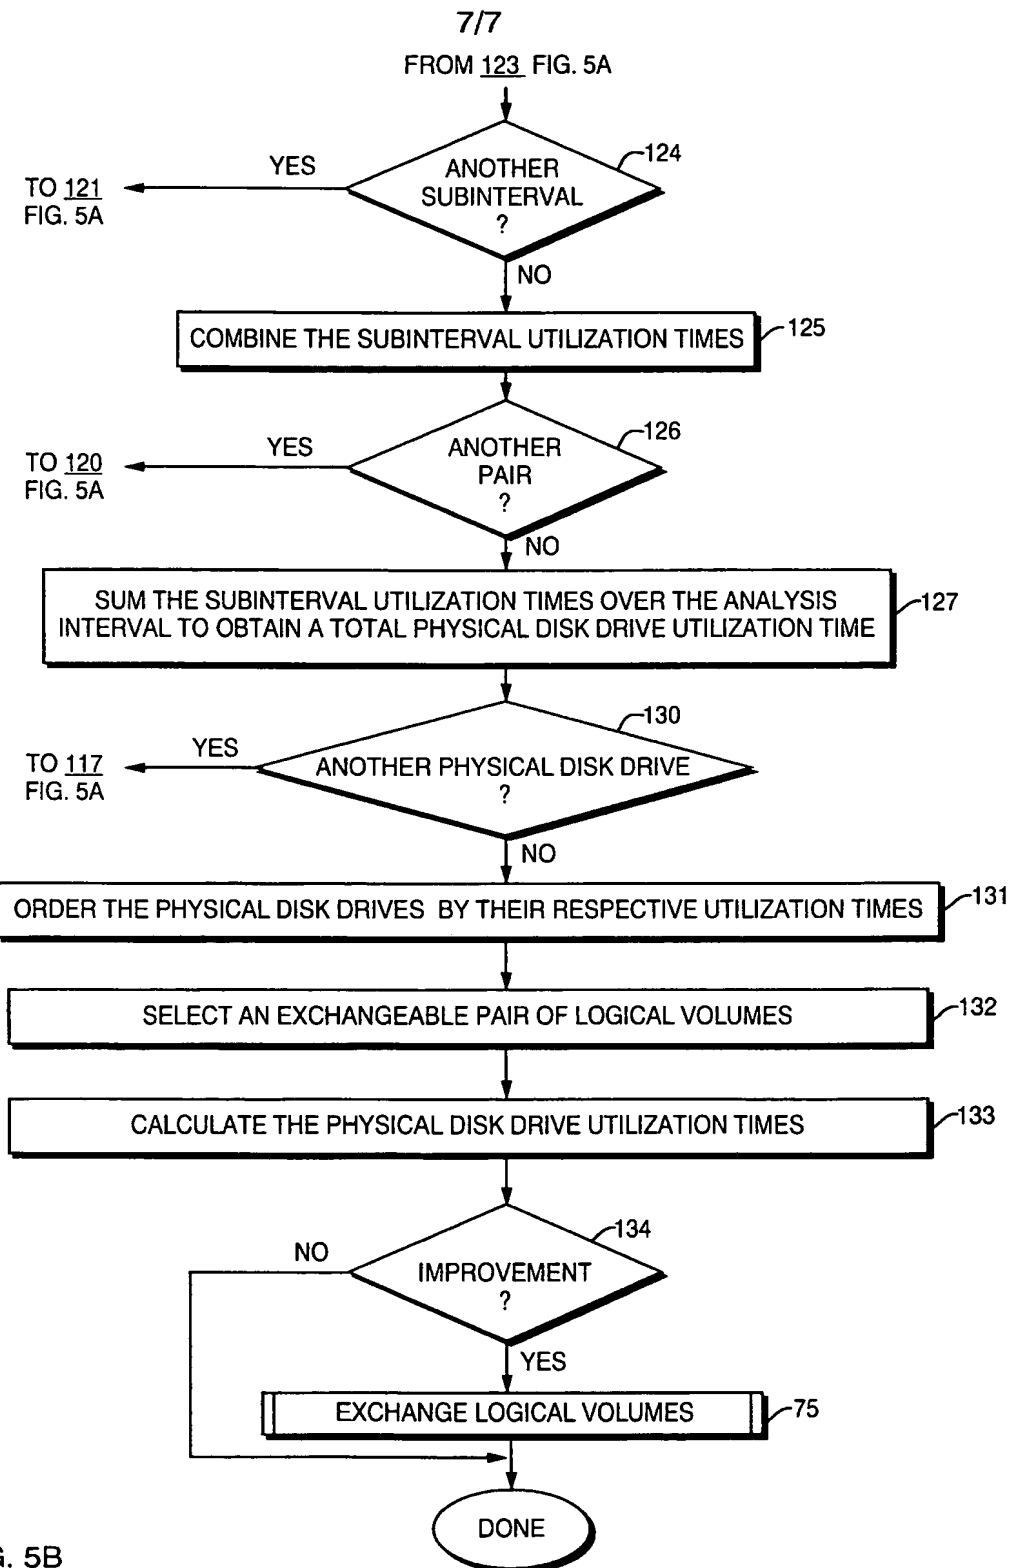 7/7
FROM 123 FIG. 5A
ANOTHER
SUBINTERVAL
?
124
YES
TO 121
FIG. 5A
NO
COMBINE THE SUBINTERVAL UTILIZATION TIMES
125
ANOTHER
PAIR
?
126
YES
TO 120
FIG. 5A
NO
SUM THE SUBINTERVAL UTILIZATION TIMES OVER THE ANALYSIS
INTERVAL TO OBTAIN A TOTAL PHYSICAL DISK DRIVE UTILIZATION TIME
127
ANOTHER PHYSICAL DISK DRIVE
?
130
YES
TO 117
FIG. 5A
NO
ORDER THE PHYSICAL DISK DRIVES BY THEIR RESPECTIVE UTILIZATION TIMES
131
SELECT AN EXCHANGEABLE PAIR OF LOGICAL VOLUMES
132
CALCULATE THE PHYSICAL DISK DRIVE UTILIZATION TIMES
133
IMPROVEMENT
?
134
NO
YES
EXCHANGE LOGICAL VOLUMES
75
DONE
G. 5B